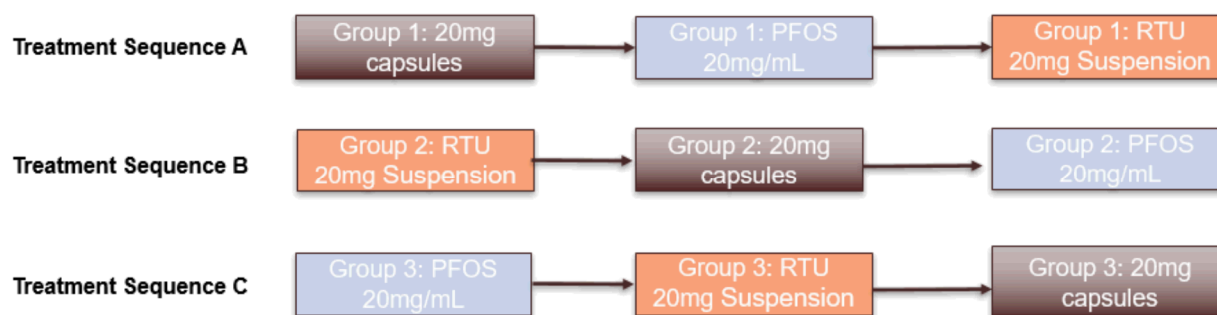 Treatment Sequence A
Group 1: 20mg
capsules
Group 1: PFOS
20mg/mL
Group 1: RTU
20mg Suspension
Treatment Sequence B
Group 2: RTU
20mg Suspension
Group 2: 20mg
capsules
Group 2: PFOS
20mg/mL
Treatment Sequence C
Group 3: PFOS
20mg/mL
Group 3: RTU
20mg Suspension
Group 3: 20mg
capsules